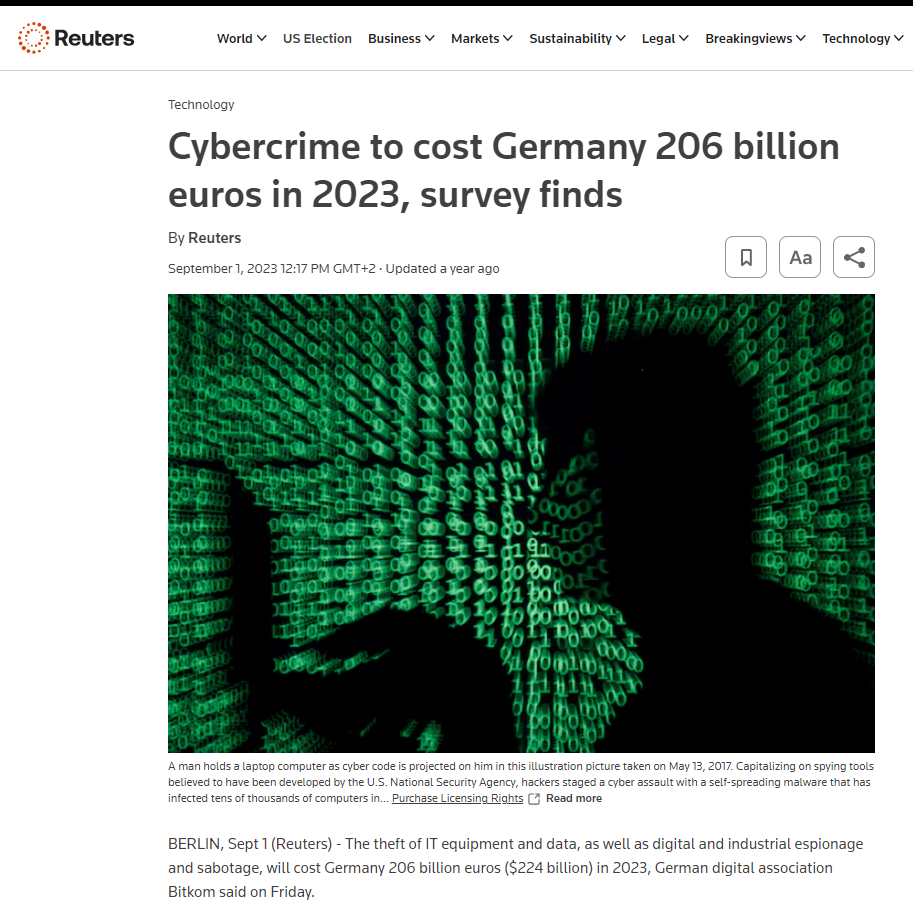 Reuters
World
US Election
Business
Markets
Sustainability
Legal
Breakingviews
Technology
Technology
Cybercrime to cost Germany 206 billion
euros in 2023, survey finds
By Reuters
September 1, 2023 12:17 PM GMT+2 · Updated a year ago
Aa
A man holds a laptop computer as cyber code is projected on him in this illustration picture taken on May 13, 2017. Capitalizing on spying tools
believed to have been developed by the U.S. National Security Agency, hackers staged a cyber assault with a self-spreading malware that has
infected tens of thousands of computers in... Purchase Licensing Rights Read more
BERLIN, Sept 1 (Reuters) - The theft of IT equipment and data, as well as digital and industrial espionage
and sabotage, will cost Germany 206 billion euros ($224 billion) in 2023, German digital association
Bitkom said on Friday.